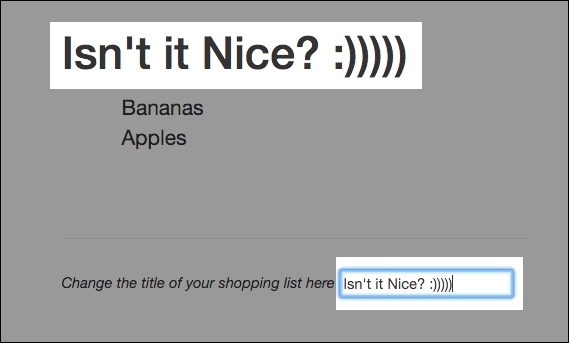 Isn't it Nice? :)))))
Bananas
Apples
Change the title of your shopping list here Isn't it Nice? :)))))